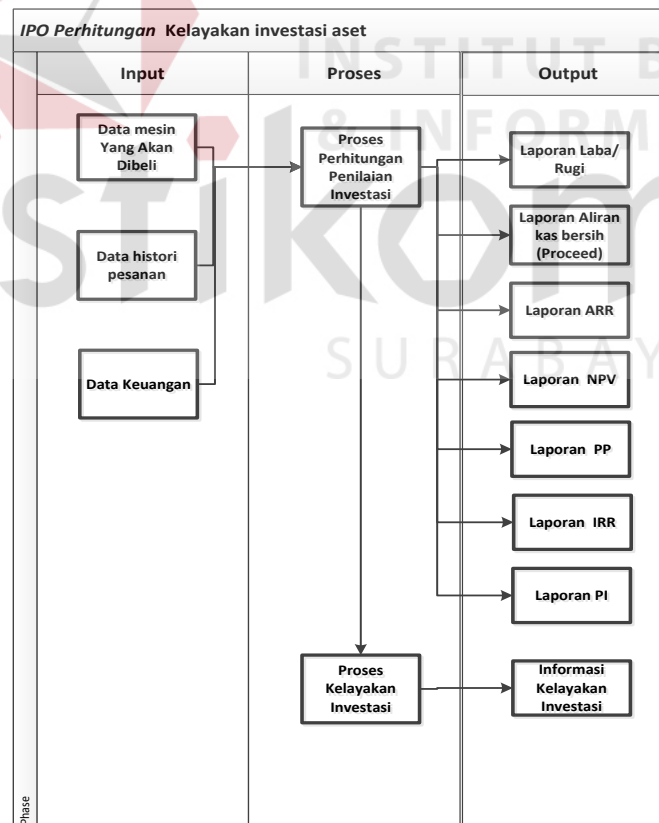 IPO Perhitungan Kelayakan investasi aset
Input
Proses
Output
Data mesin
Yang Akan
Dibeli
Data histori
pesanan
Data Keuangan
Proses
Perhitungan
Penilaian
Investasi
Proses
Kelayakan
Investasi
Laporan Laba/
Rugi
Laporan Aliran
kas bersih
(Proceed)
Laporan ARR
Laporan NPV
Laporan PP
Laporan IRR
Laporan PI
Informasi
Kelayakan
Investasi
Phase
INSTITUT B
& INFORM
stikom
SURABAY